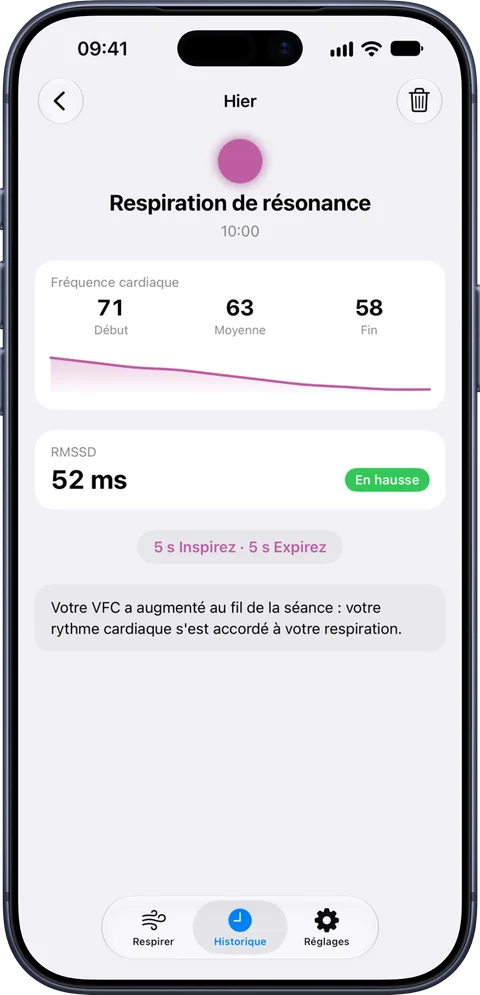 09:41
Hier
Respiration de résonance
10:00
Fréquence cardiaque
71 63 58
Début Moyenne Fin
RMSSD
52 ms En hausse
5 s Inspirez · 5 s Expirez
Votre VFC a augmenté au fil de la séance : votre
rythme cardiaque s'est accordé à votre respiration.
Respirer Historique Réglages